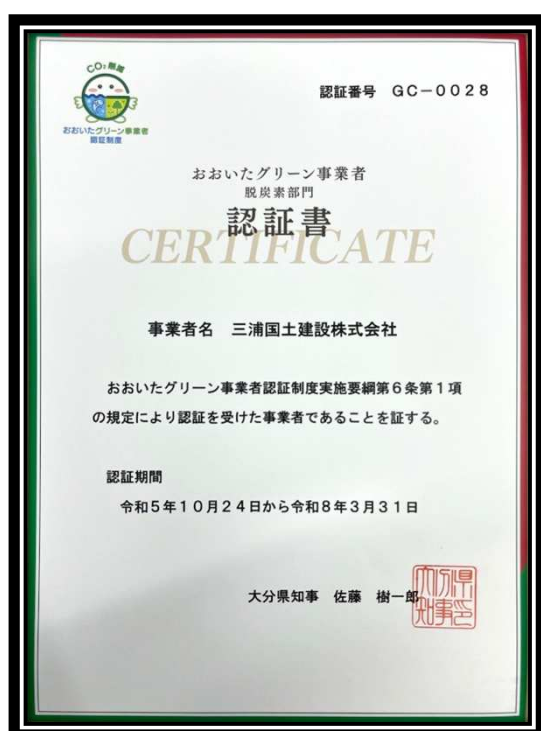 CO₂削減
おおいたグリーン事業者
認証制度
認証番号 GC-0028
おおいたグリーン事業者
脱炭素部門
認証書
CERTIFICATE
事業者名 三浦国土建設株式会社
おおいたグリーン事業者認証制度実施要綱第6条第1項
の規定により認証を受けた事業者であることを証する。
認証期間
令和5年10月24日から令和8年3月31日
大分県知事 佐藤 樹一郎